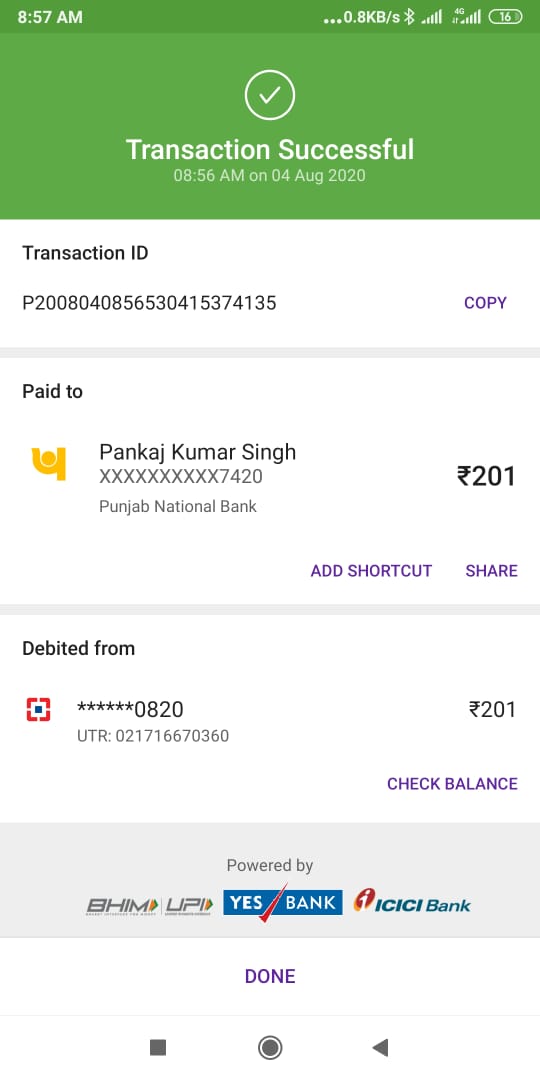 8:57 AM
...0.8KB/s 4G 16
Transaction Successful
08:56 AM on 04 Aug 2020
Transaction ID
P2008040856530415374135 COPY
Paid to
Pankaj Kumar Singh
XXXXXXXXXX7420
₹201
Punjab National Bank
ADD SHORTCUT SHARE
Debited from
******0820 ₹201
UTR: 021716670360
CHECK BALANCE
Powered by
BHIM UPI YES BANK ICICI Bank
DONE